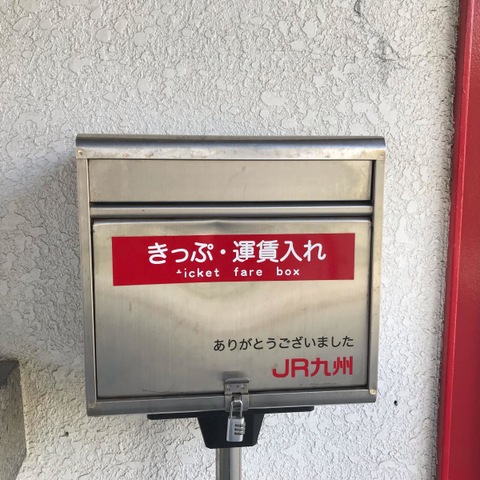 きっぷ・運賃入れ
ticket fare box
ありがとうございました
JR九州